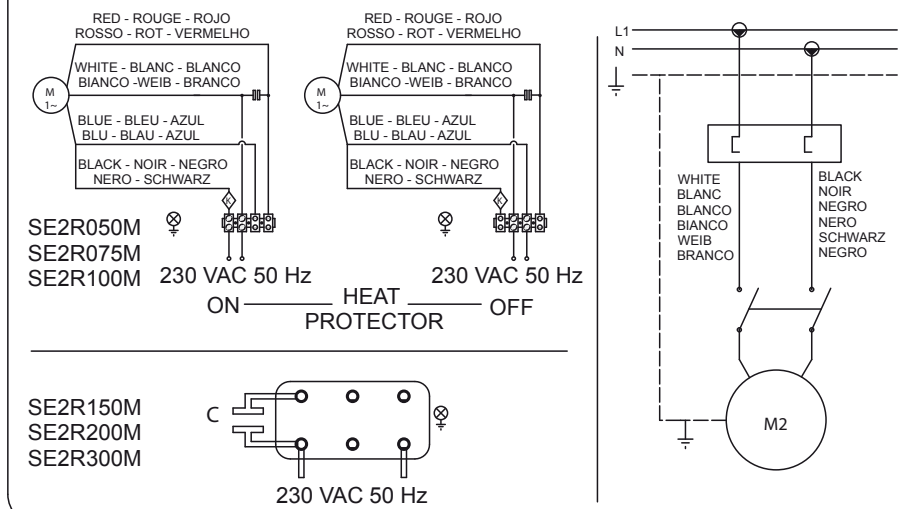 RED - ROUGE - ROJO
ROSSO - ROT - VERMELHO
WHITE - BLANC - BLANCO
BIANCO -WEIB - BRANCO
M
1~
BLUE - BLEU - AZUL
BLU - BLAU - AZUL
BLACK - NOIR - NEGRO
NERO - SCHWARZ
K
RED - ROUGE - ROJO
ROSSO - ROT - VERMELHO
WHITE - BLANC - BLANCO
BIANCO -WEIB - BRANCO
M
1~
BLUE - BLEU - AZUL
BLU - BLAU - AZUL
BLACK - NOIR - NEGRO
NERO - SCHWARZ
K
SE2R050M
SE2R075M
SE2R100M
230 VAC 50 Hz
230 VAC 50 Hz
ON
HEAT
PROTECTOR
OFF
SE2R150M
SE2R200M
SE2R300M
C
230 VAC 50 Hz
L1
N
WHITE
BLANC
BLANCO
BIANCO
WEIB
BRANCO
BLACK
NOIR
NEGRO
NERO
SCHWARZ
NEGRO
M2